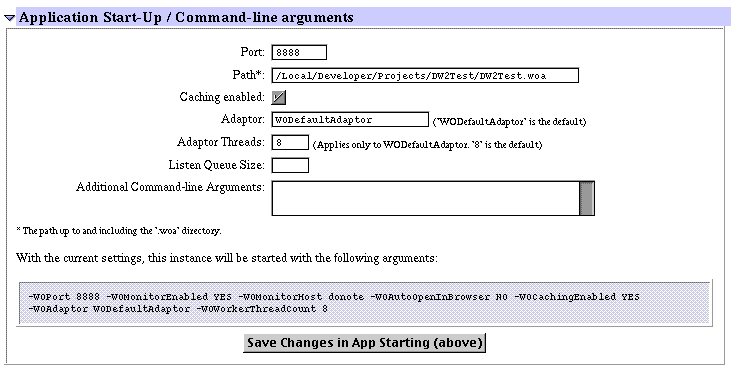 Application Start-Up / Command-line arguments
Port: 8888
Path*: /Local/Developer/Projects/DW2Test/DW2Test.woa
Caching enabled:
Adaptor: WODefaultAdaptor ("WODefaultAdaptor" is the default)
Adaptor Threads: 8 (Applies only to WODefaultAdaptor. "8" is the default)
Listen Queue Size:
Additional Command-line Arguments:
* The path up to and including the ".woa" directory.
With the current settings, this instance will be started with the following arguments:
-WOPort 8888 -WOMonitorEnabled YES -WOMonitorHost donote -WOAutoOpenInBrowser NO -WOCachingEnabled YES
-WOAdaptor WODefaultAdaptor -WOWorkerThreadCount 8
Save Changes in App Starting (above)